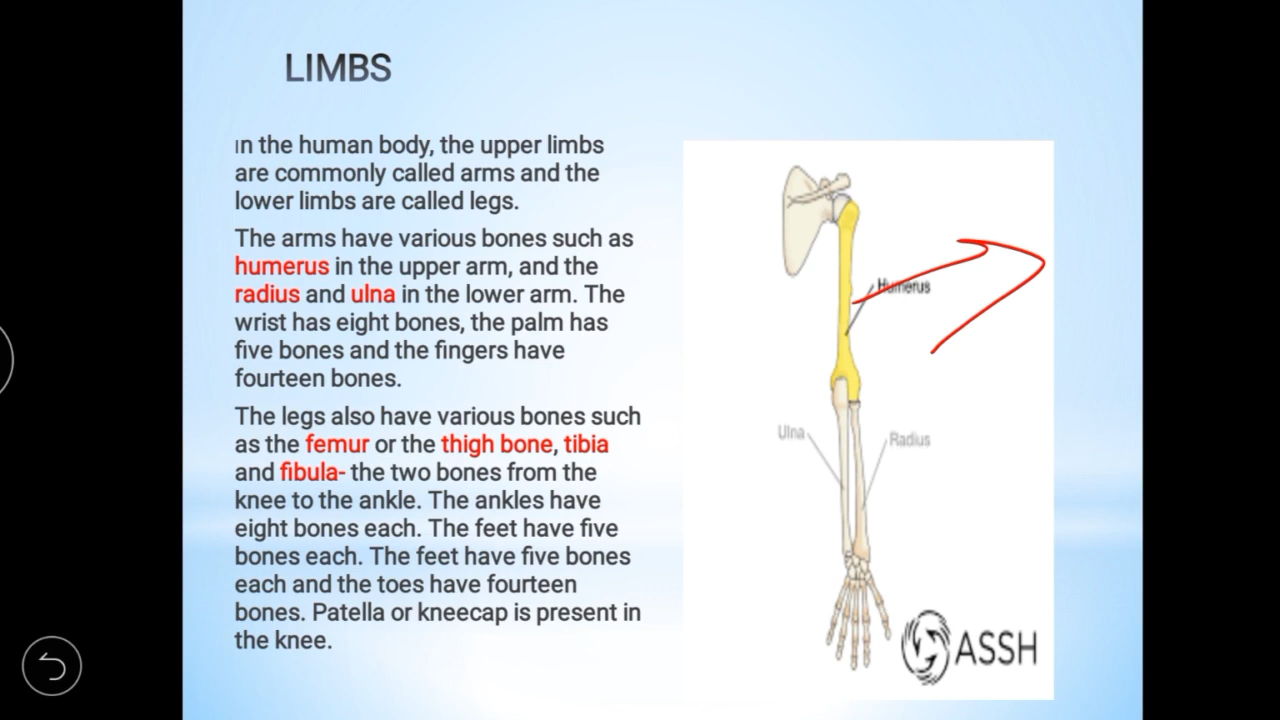 LIMBS
In the human body, the upper limbs
are commonly called arms and the
lower limbs are called legs.
The arms have various bones such as
humerus in the upper arm, and the
radius and ulna in the lower arm. The
wrist has eight bones, the palm has
five bones and the fingers have
fourteen bones.
The legs also have various bones such
as the femur or the thigh bone, tibia
and fibula- the two bones from the
knee to the ankle. The ankles have
eight bones each. The feet have five
bones each. The feet have five bones
each and the toes have fourteen
bones. Patella or kneecap is present in
the knee.
Humerus
Ulna
Radius
ASSH